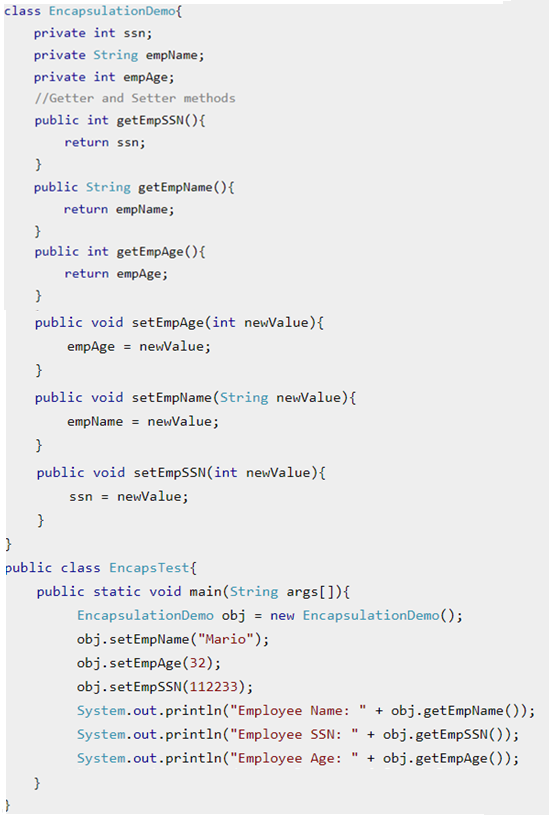 class EncapsulationDemo{
    private int ssn;
    private String empName;
    private int empAge;
    //Getter and Setter methods
    public int getEmpSSN(){
        return ssn;
    }
    public String getEmpName(){
        return empName;
    }
    public int getEmpAge(){
        return empAge;
    }
    public void setEmpAge(int newValue){
        empAge = newValue;
    }
    public void setEmpName(String newValue){
        empName = newValue;
    }
    public void setEmpSSN(int newValue){
        ssn = newValue;
    }
}
public class EncapsTest{
    public static void main(String args[]){
        EncapsulationDemo obj = new EncapsulationDemo();
        obj.setEmpName("Mario");
        obj.setEmpAge(32);
        obj.setEmpSSN(112233);
        System.out.println("Employee Name: " + obj.getEmpName());
        System.out.println("Employee SSN: " + obj.getEmpSSN());
        System.out.println("Employee Age: " + obj.getEmpAge());
    }
}